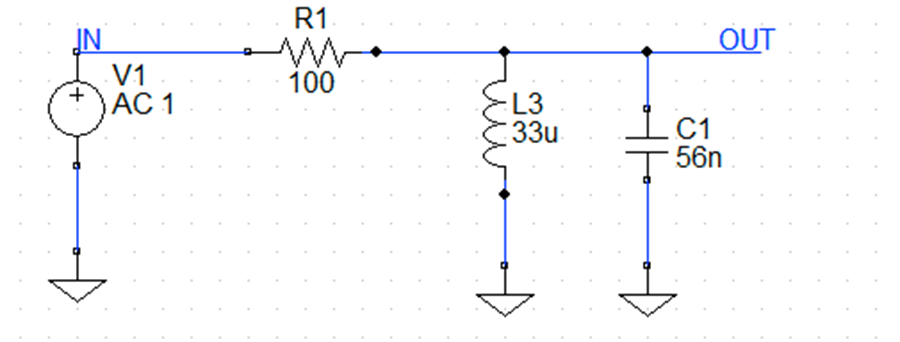 IN
R1
100
OUT
V1
AC 1
+
L3
33u
C1
56n